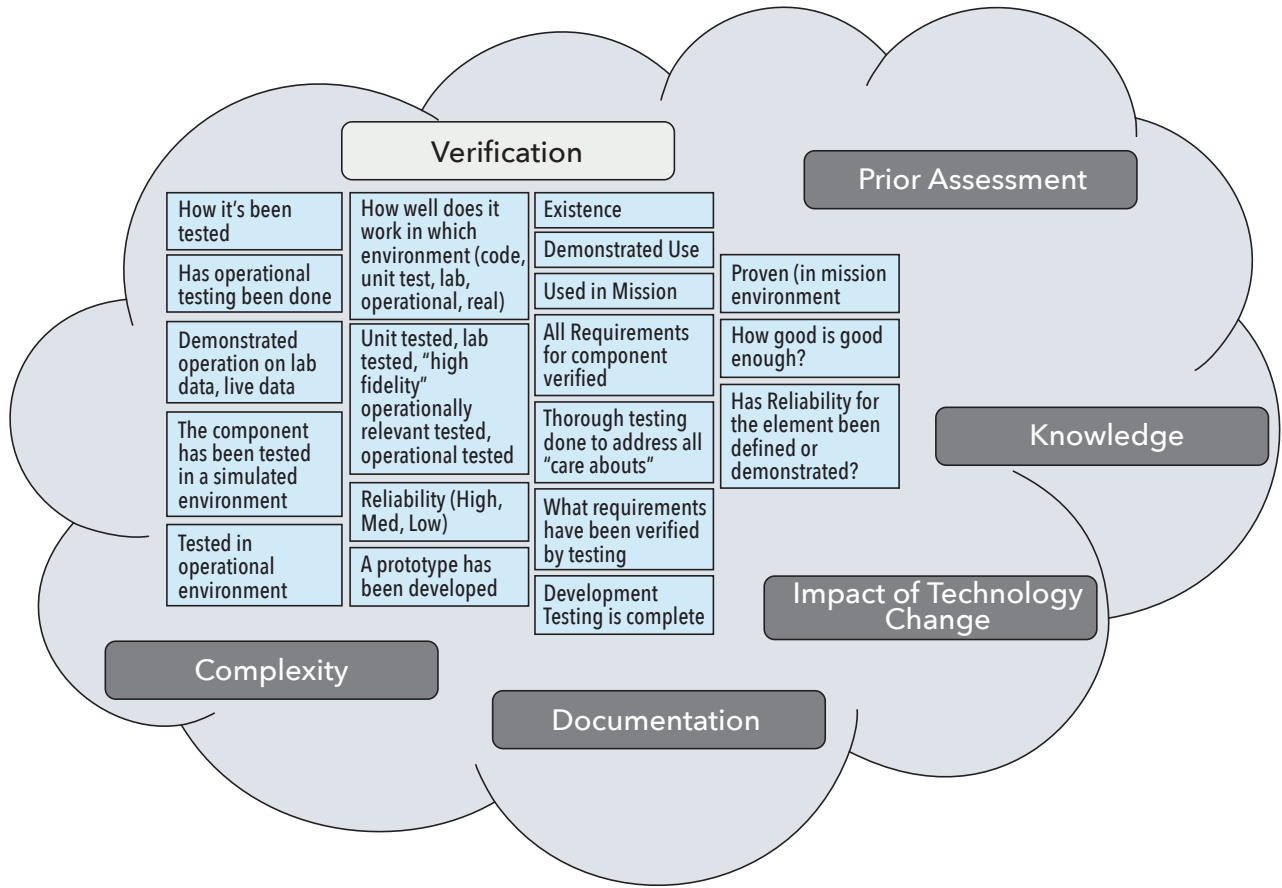 Verification
Prior Assessment
How it's been
tested
Has operational
testing been done
Demonstrated
operation on lab
data, live data
The component
has been tested
in a simulated
environment
Tested in
operational
environment
How well does it
work in which
environment (code,
unit test, lab,
operational, real)
Unit tested, lab
tested, “high
fidelity”
operationally
relevant tested,
operational tested
Reliability (High,
Med, Low)
A prototype has
been developed
Existence
Demonstrated Use
Used in Mission
All Requirements
for component
verified
Thorough testing
done to address all
“care abouts”
What requirements
have been verified
by testing
Development
Testing is complete
Proven (in mission
environment
How good is good
enough?
Has Reliability for
the element been
defined or
demonstrated?
Knowledge
Impact of Technology
Change
Complexity
Documentation